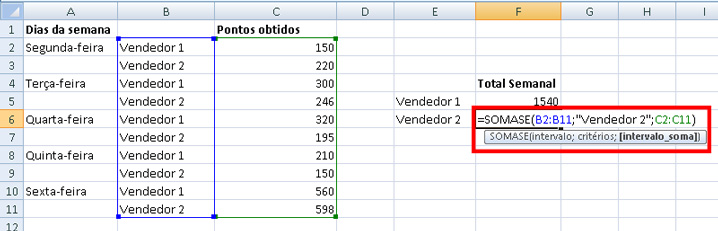 A B C D E F G H I
1 Dias da semana Pontos obtidos
2 Segunda-feira Vendedor 1 150
3 Vendedor 2 220
4 Terça-feira Vendedor 1 300 Total Semanal
5 Vendedor 2 246 Vendedor 1 1540
6 Quarta-feira Vendedor 1 320 Vendedor 2 =SOMASE(B2:B11;"Vendedor 2";C2:C11)
7 Vendedor 2 195 SOMASE(intervalo; critérios; [intervalo_soma])
8 Quinta-feira Vendedor 1 210
9 Vendedor 2 150
10 Sexta-feira Vendedor 1 560
11 Vendedor 2 598
12